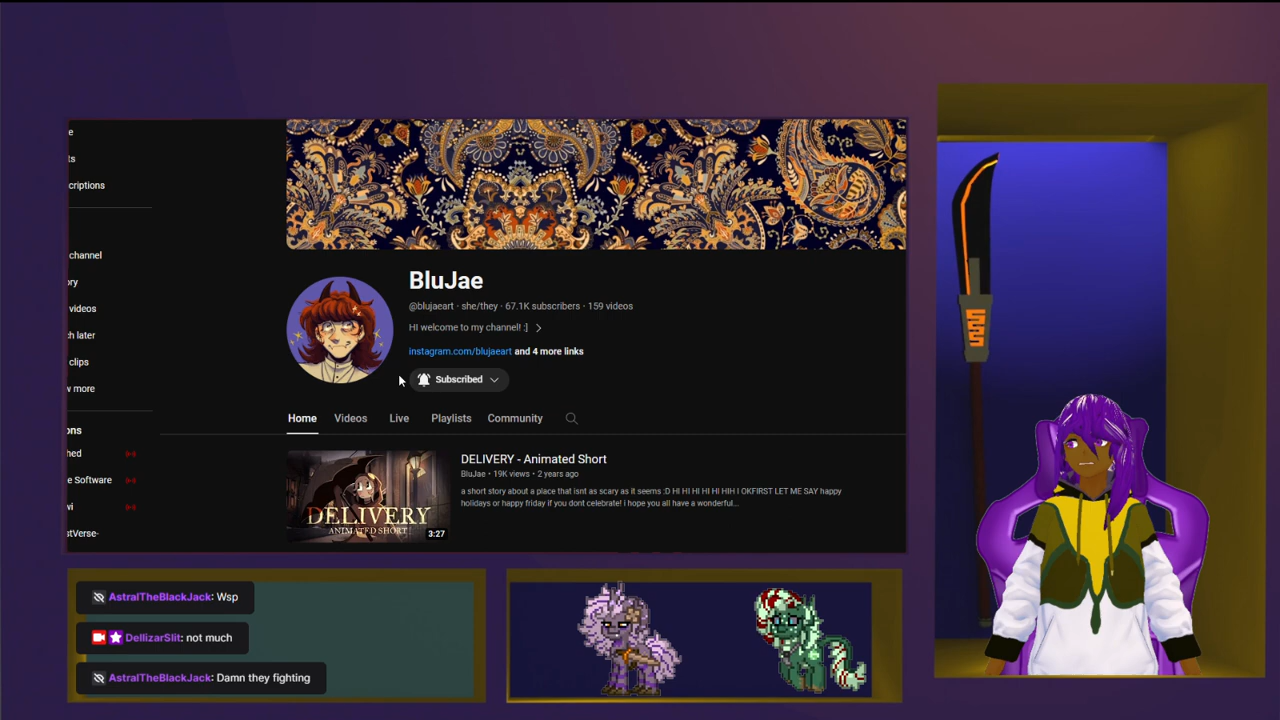 e
ts
criptions
channel
ory
videos
ch later
clips
v more
ons
hed
e Software
wi
stVerse-
BluJae
@blujaeart · she/they · 67.1K subscribers · 159 videos
HI welcome to my channel! :]
instagram.com/blujaeart and 4 more links
Subscribed
Home Videos Live Playlists Community
DELIVERY
ANIMATED SHORT
3:27
DELIVERY - Animated Short
BluJae · 19K views · 2 years ago
a short story about a place that isnt as scary as it seems :D HI HI HI HI HIH I OKFIRST LET ME SAY happy
holidays or happy friday if you dont celebrate! i hope you all have a wonderful...
AstralTheBlackJack: Wsp
DellizarSlit: not much
AstralTheBlackJack: Damn they fighting